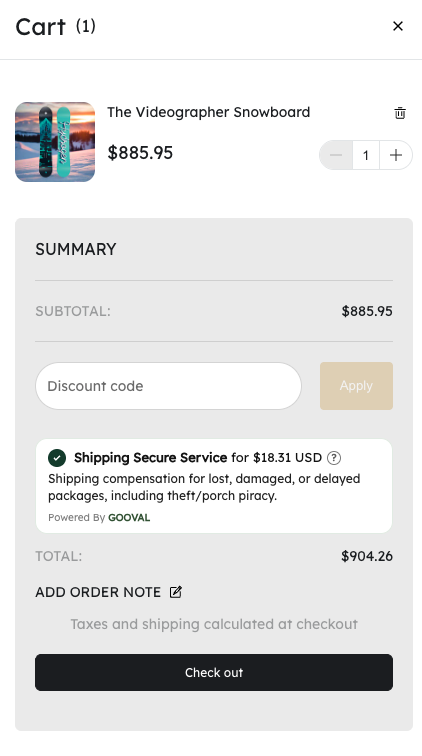 Cart (1)
The Videographer Snowboard
$885.95
1
SUMMARY
SUBTOTAL: $885.95
Discount code
Apply
Shipping Secure Service for $18.31 USD ?
Shipping compensation for lost, damaged, or delayed
packages, including theft/porch piracy.
Powered By GOOVAL
TOTAL: $904.26
ADD ORDER NOTE
Taxes and shipping calculated at checkout
Check out